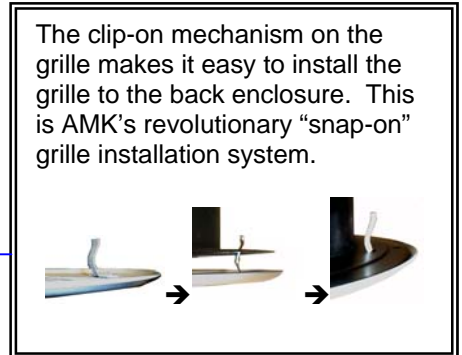 The clip-on mechanism on the
grille makes it easy to install the
grille to the back enclosure.  This
is AMK's revolutionary “snap-on”
grille installation system.